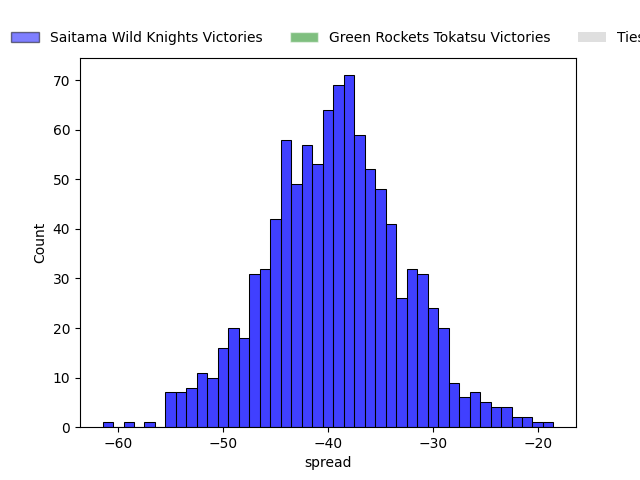 Saitama Wild Knights Victories
Green Rockets Tokatsu Victories
Ties
70
60
50
40
30
20
10
0
Count
−60
−50
−40
−30
−20
spread